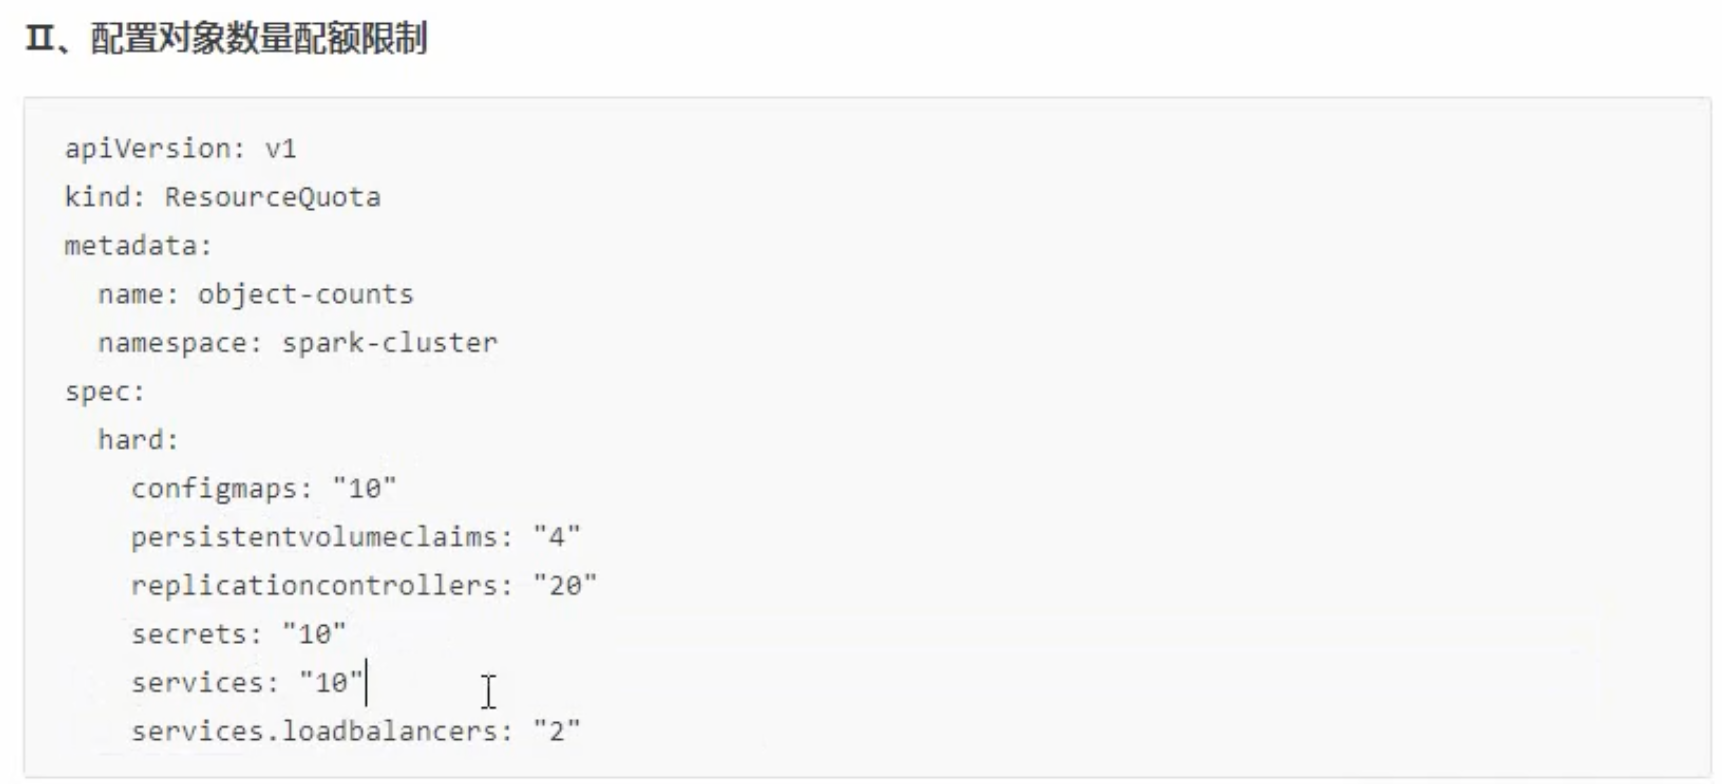 Ⅱ、配置对象数量配额限制
apiVersion: v1
kind: ResourceQuota
metadata:
  name: object-counts
  namespace: spark-cluster
spec:
  hard:
    configmaps: "10"
    persistentvolumeclaims: "4"
    replicationcontrollers: "20"
    secrets: "10"
    services: "10"
    services.loadbalancers: "2"